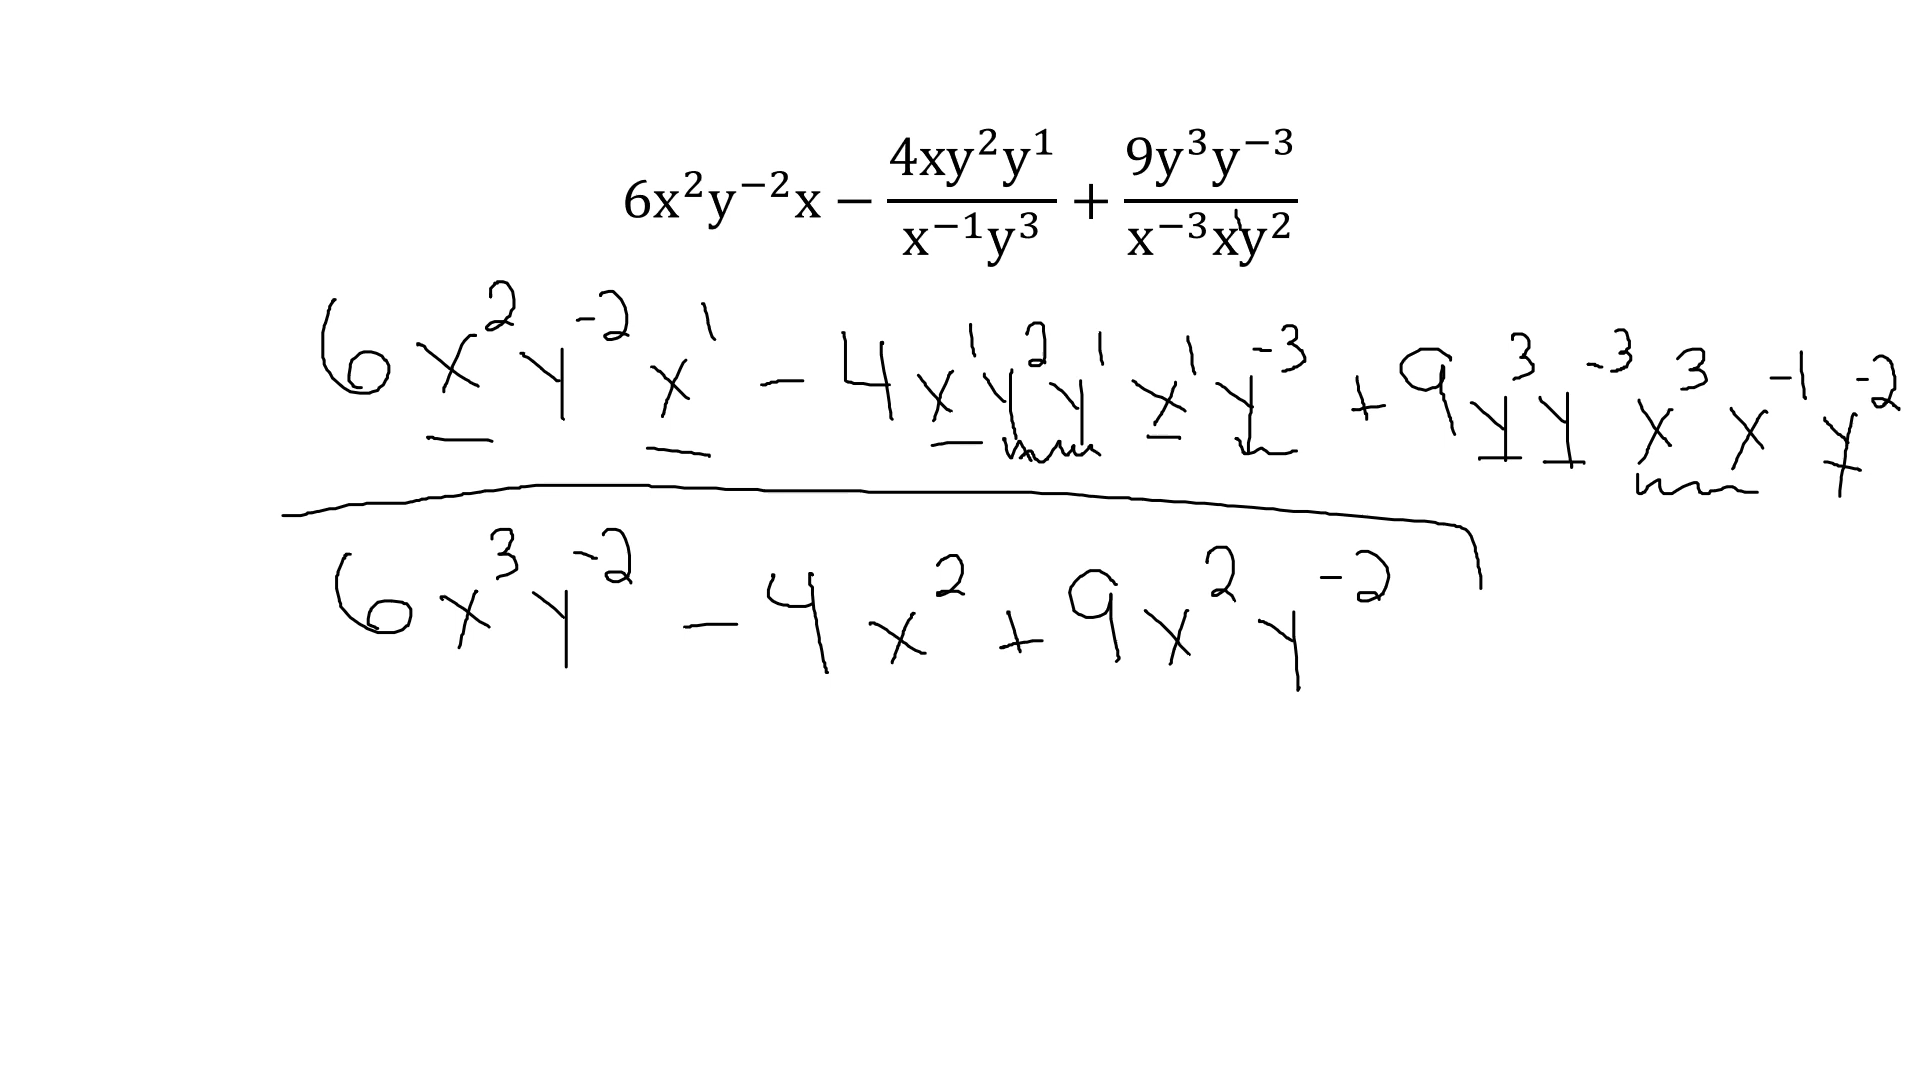 6x²y⁻²x − 4xy²y¹/x⁻¹y³ + 9y³y⁻³/x⁻³x¹y²
6x²y⁻²x¹ − 4x¹y²y¹x¹y⁻³ + 9y³y⁻³x³x⁻¹y⁻²
6x³y⁻² − 4x² + 9x²y⁻²